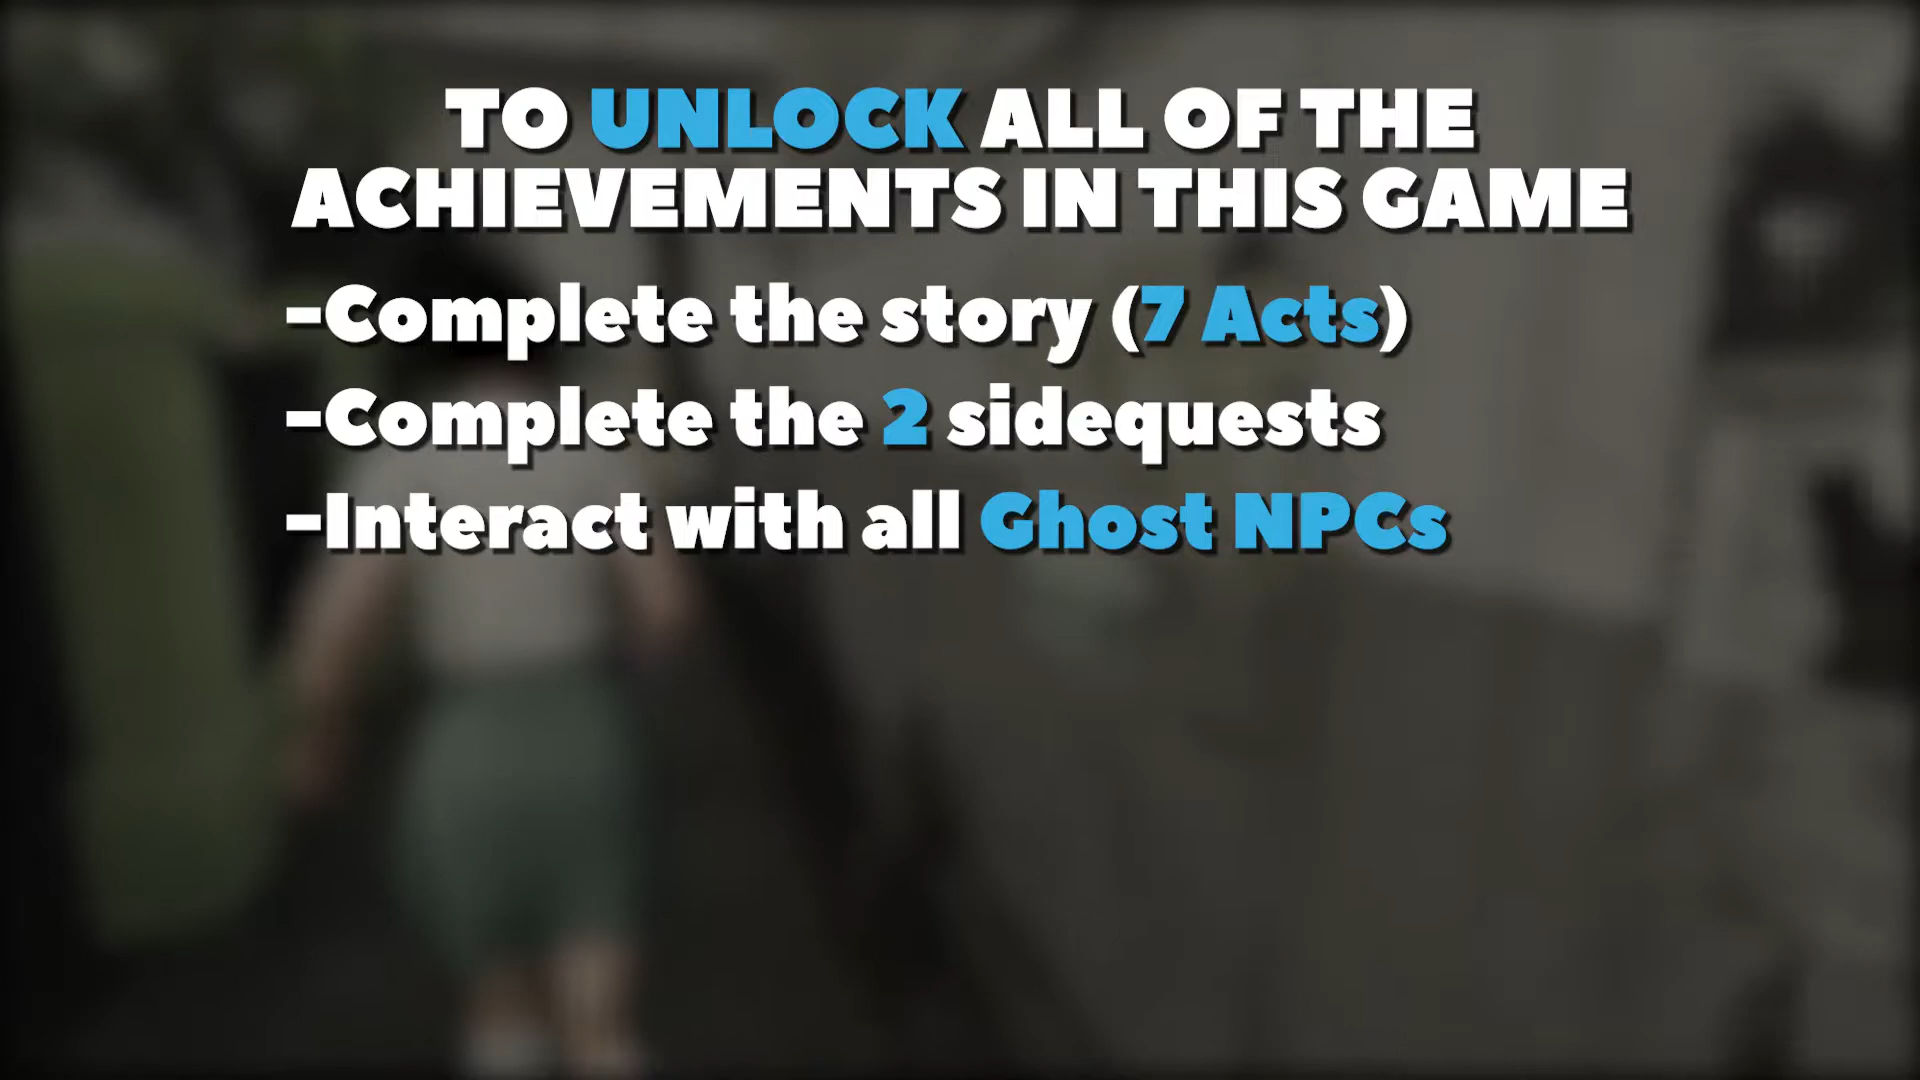 TO UNLOCK ALL OF THE
ACHIEVEMENTS IN THIS GAME
-Complete the story (7 Acts)
-Complete the 2 sidequests
-Interact with all Ghost NPCs